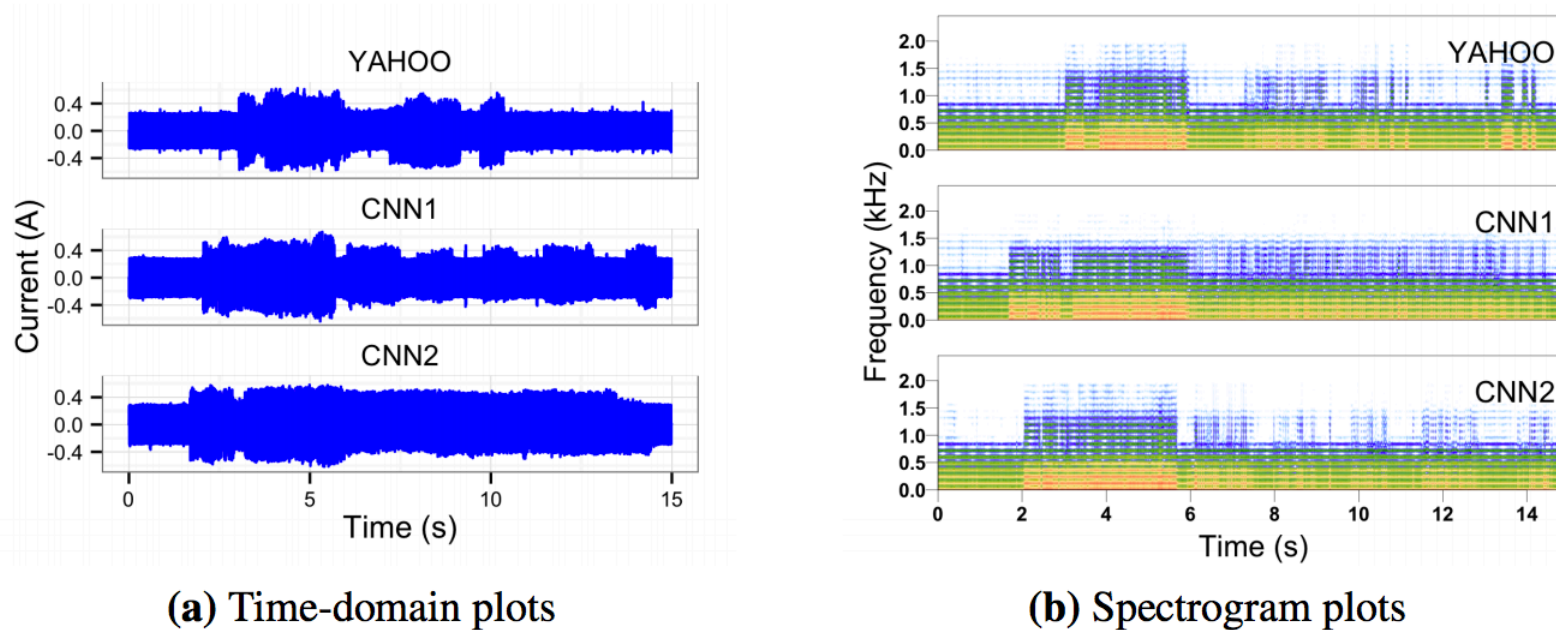 YAHOO
0.4
0.0
-0.4
CNN1
0.4
0.0
-0.4
CNN2
0.4
0.0
-0.4
0 5 10 15
Current (A)
Time (s)
(a) Time-domain plots
YAHOO
2.0
1.5
1.0
0.5
0.0
CNN1
2.0
1.5
1.0
0.5
0.0
CNN2
2.0
1.5
1.0
0.5
0.0
0 2 4 6 8 10 12 14
Frequency (kHz)
Time (s)
(b) Spectrogram plots